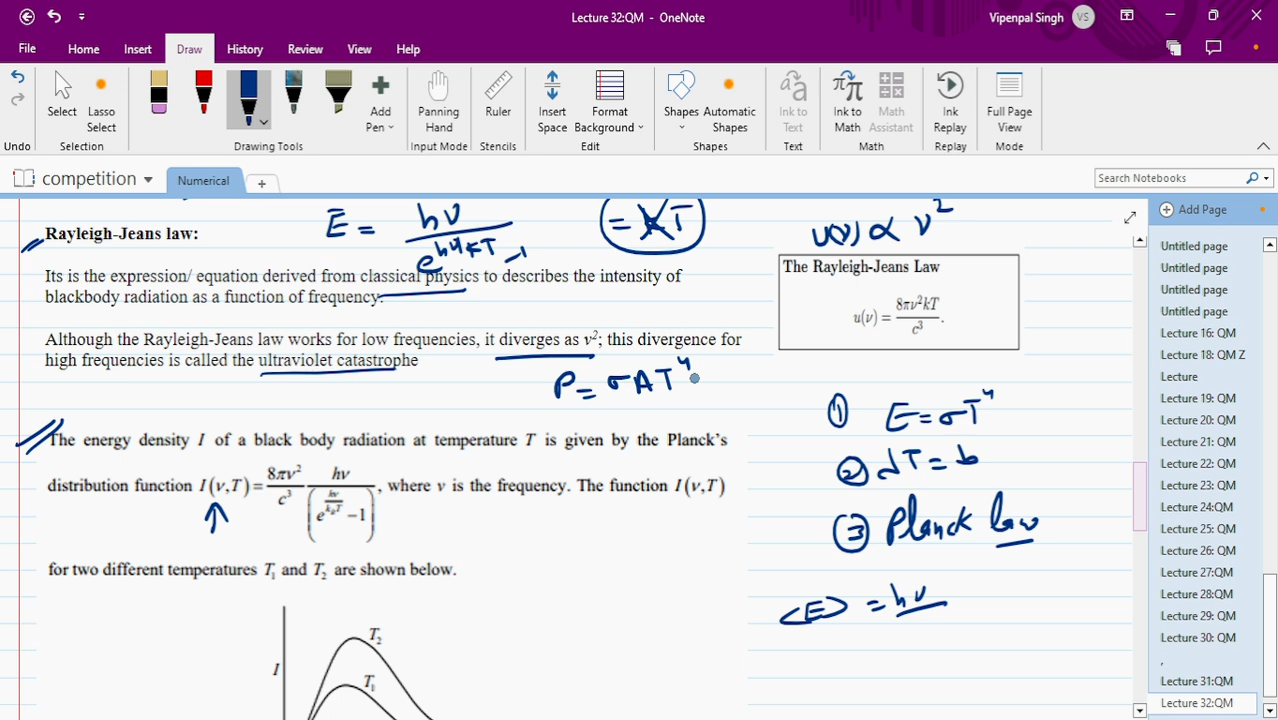 Lecture 32:QM - OneNote
Vipenpal Singh VS
File Home Insert Draw History Review View Help
Select Lasso Select Add Pen Panning Hand Ruler Insert Space Format Background Shapes Automatic Shapes Ink to Text Ink to Math Math Assistant Ink Replay Full Page View
Undo Selection Drawing Tools Input Mode Stencils Edit Shapes Text Math Replay Mode
competition Numerical + Search Notebooks
Add Page
Untitled page
Untitled page
Untitled page
Untitled page
Lecture 16: QM
Lecture 18: QM Z
Lecture
Lecture 19: QM
Lecture 20: QM
Lecture 21: QM
Lecture 22: QM
Lecture 23: QM
Lecture 24:QM
Lecture 25: QM
Lecture 26: QM
Lecture 27:QM
Lecture 28:QM
Lecture 29: QM
Lecture 30: QM
,
Lecture 31:QM
Lecture 32:QM
Ē = hν / e^hν/kT -1 = kT
Rayleigh-Jeans law:
Its is the expression/ equation derived from classical physics to describes the intensity of
blackbody radiation as a function of frequency.
Although the Rayleigh-Jeans law works for low frequencies, it diverges as ν²; this divergence for
high frequencies is called the ultraviolet catastrophe
P = σAT⁴
The energy density I of a black body radiation at temperature T is given by the Planck's
distribution function I(ν,T) = 8πν²/c³ hν/(e^(hν/k_BT) −1), where ν is the frequency. The function I(ν,T)
for two different temperatures T₁ and T₂ are shown below.
I
T₂
T₁
u(ν) ∝ ν²
The Rayleigh-Jeans Law
u(ν) = 8πν²kT/c³.
① E = σT⁴
② λT = b
③ Planck law
<E> = hν